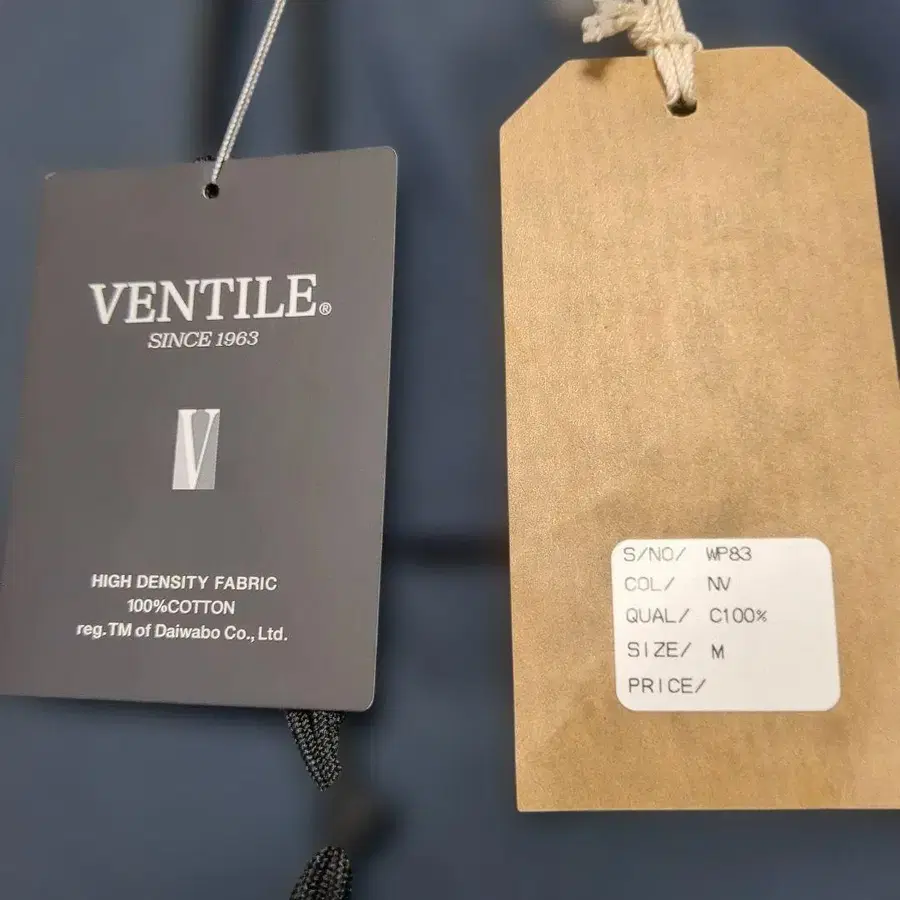 VENTILE®
SINCE 1963
V
HIGH DENSITY FABRIC
100%COTTON
reg.TM of Daiwabo Co.,Ltd.
S/NO/ WP83
COL/ NV
QUAL/ C100%
SIZE/ M
PRICE/